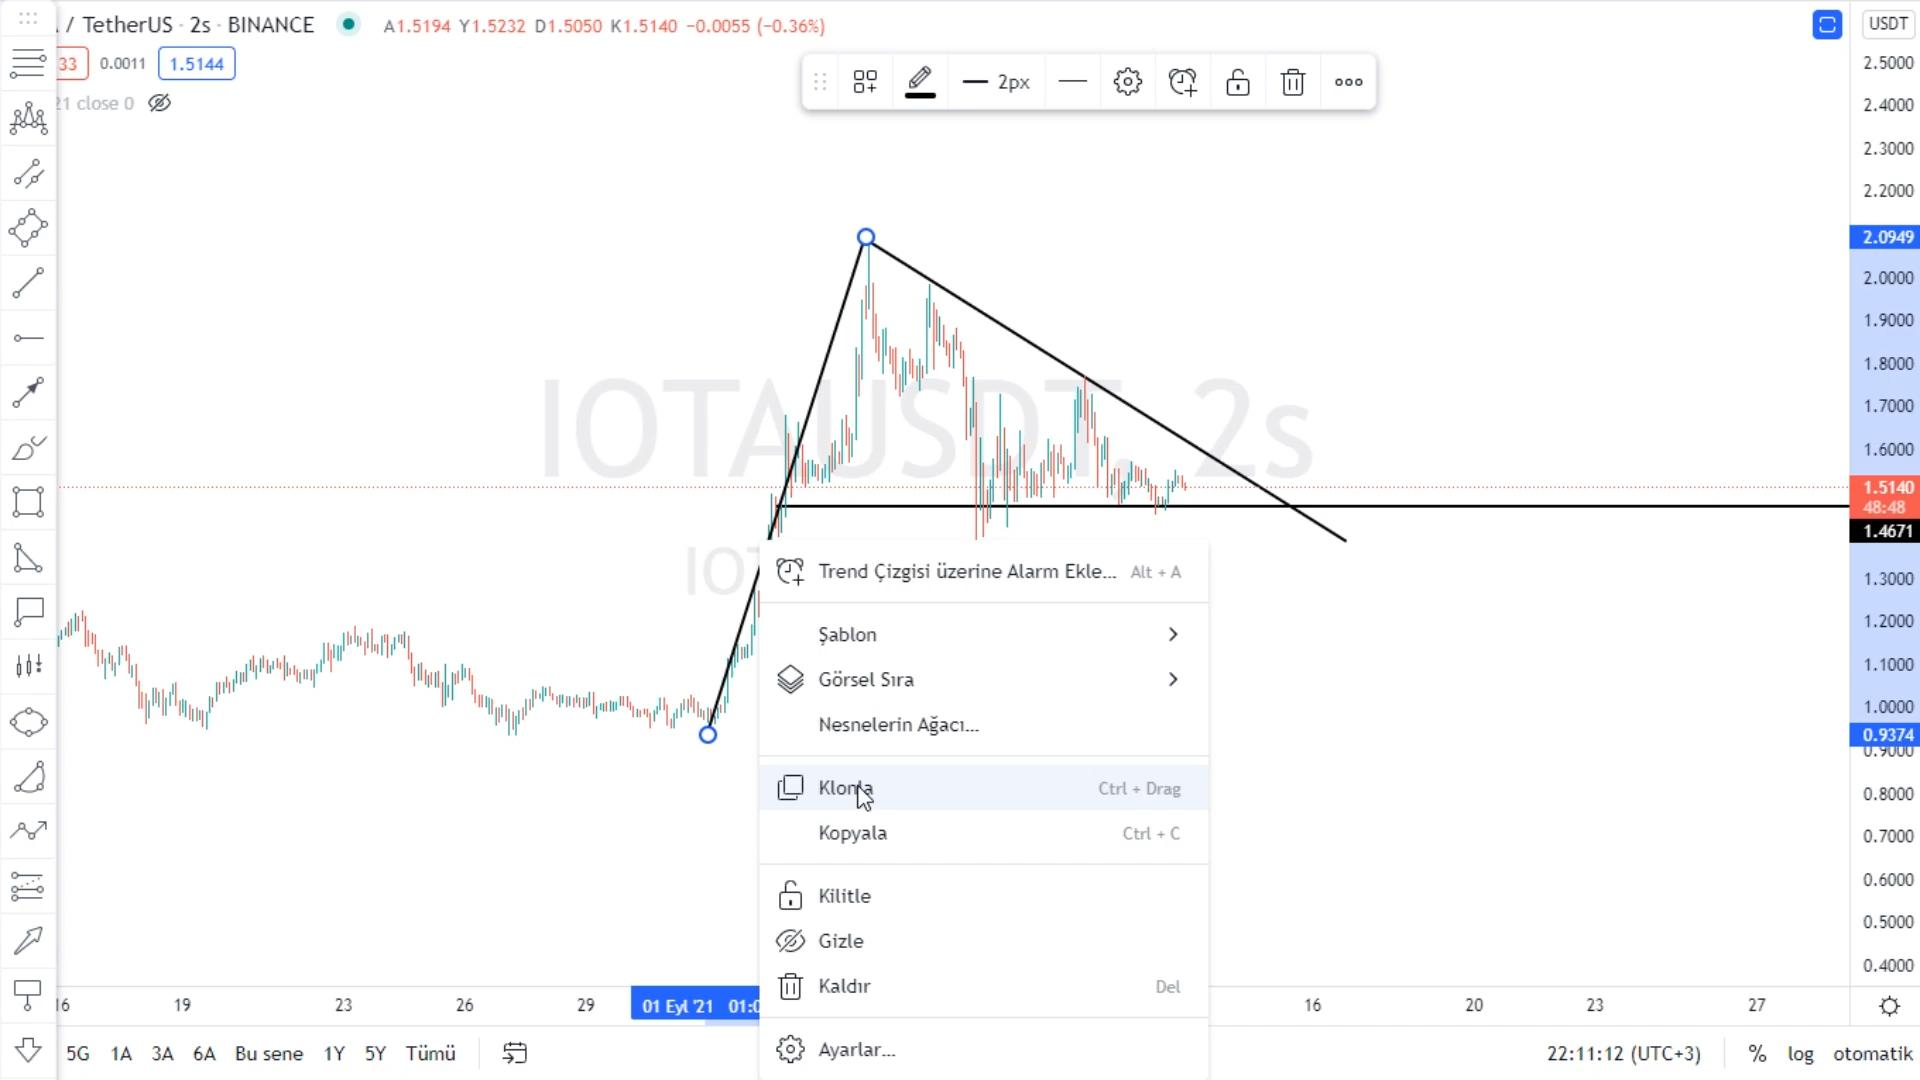 / TetherUS · 2s · BINANCE A1.5194 Y1.5232 D1.5050 K1.5140 −0.0055 (−0.36%)
33 0.0011 1.5144
21 close 0
2px
USDT
2.5000
2.4000
2.3000
2.2000
2.0949
2.0000
1.9000
1.8000
1.7000
1.6000
1.5140
48:48
1.4671
1.3000
1.2000
1.1000
1.0000
0.9374
0.9000
0.8000
0.7000
0.6000
0.5000
0.4000
IOTAUSDT, 2s
IOT
Trend Çizgisi üzerine Alarm Ekle... Alt + A
Şablon
Görsel Sıra
Nesnelerin Ağacı...
Klonla Ctrl + Drag
Kopyala Ctrl + C
Kilitle
Gizle
Kaldır Del
Ayarlar...
16 19 23 26 29 01 Eyl '21 01:0 16 20 23 27
5G 1A 3A 6A Bu sene 1Y 5Y Tümü 22:11:12 (UTC+3) % log otomatik